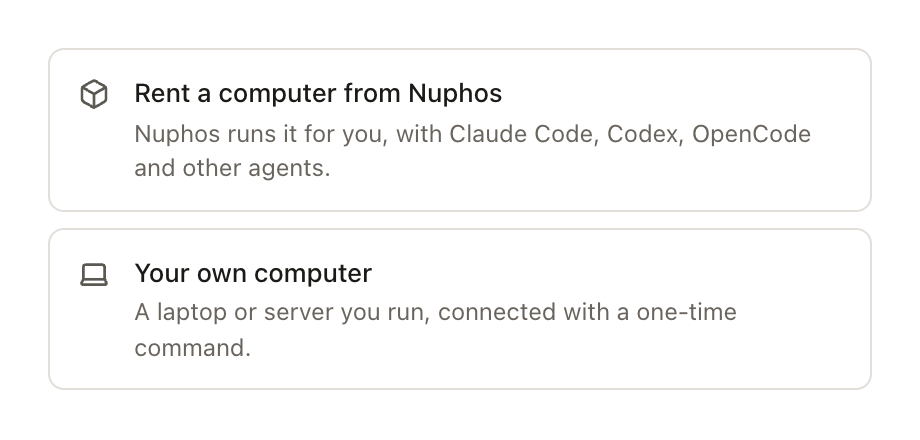 Rent a computer from Nuphos
Nuphos runs it for you, with Claude Code, Codex, OpenCode
and other agents.
Your own computer
A laptop or server you run, connected with a one-time
command.